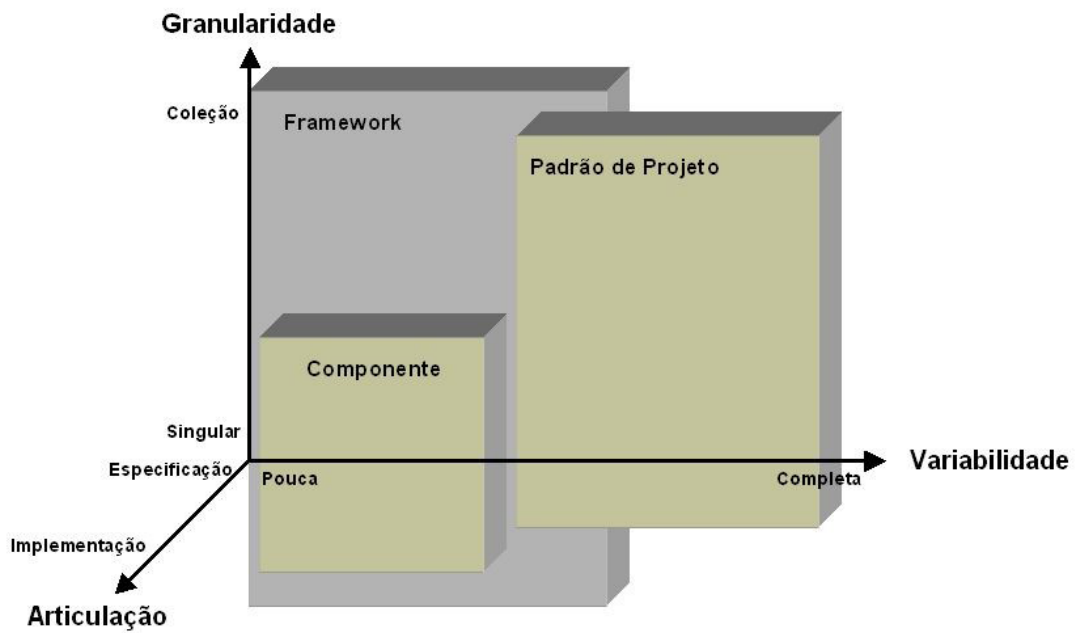 Granularidade
Coleção
Framework
Padrão de Projeto
Componente
Singular
Especificação
Pouca
Completa
Variabilidade
Implementação
Articulação